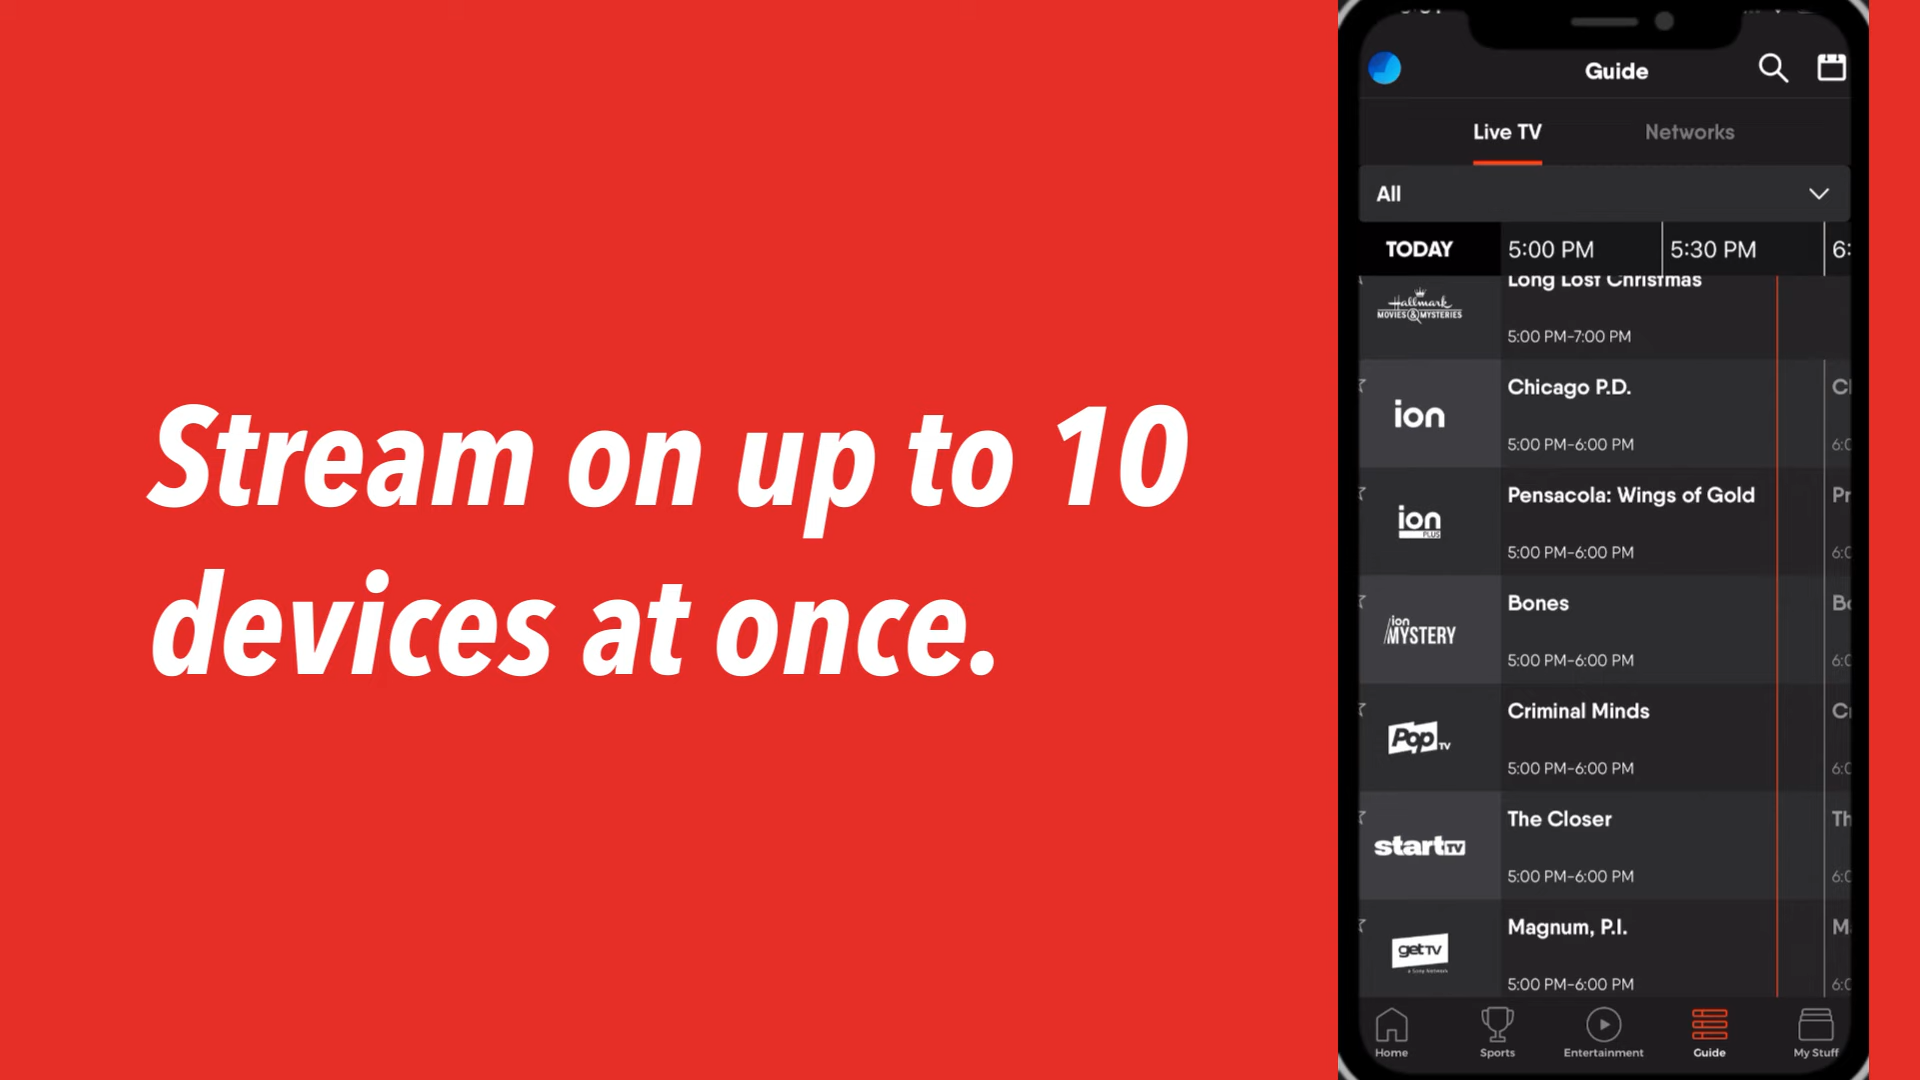 Stream on up to 10
devices at once.
Guide
Live TV
Networks
All
TODAY
5:00 PM
5:30 PM
6:
Long Lost Christmas
Hallmark
MOVIES & MYSTERIES
5:00 PM-7:00 PM
Chicago P.D.
ion
5:00 PM-6:00 PM
Pensacola: Wings of Gold
ion
PLUS
5:00 PM-6:00 PM
Bones
ion
MYSTERY
5:00 PM-6:00 PM
Criminal Minds
Pop TV
5:00 PM-6:00 PM
The Closer
start TV
5:00 PM-6:00 PM
Magnum, P.I.
getTV
a Sony Network
5:00 PM-6:00 PM
Home
Sports
Entertainment
Guide
My Stuff